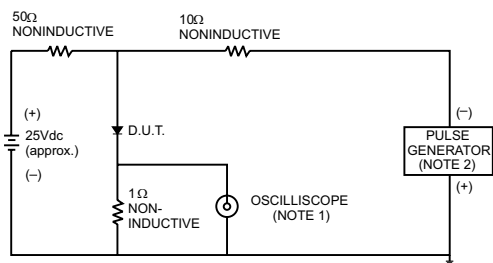 50Ω
NONINDUCTIVE
10Ω
NONINDUCTIVE
(+)
25Vdc
(approx.)
(–)
D.U.T.
1Ω
NON-
INDUCTIVE
OSCILLISCOPE
(NOTE 1)
(–)
PULSE
GENERATOR
(NOTE 2)
(+)